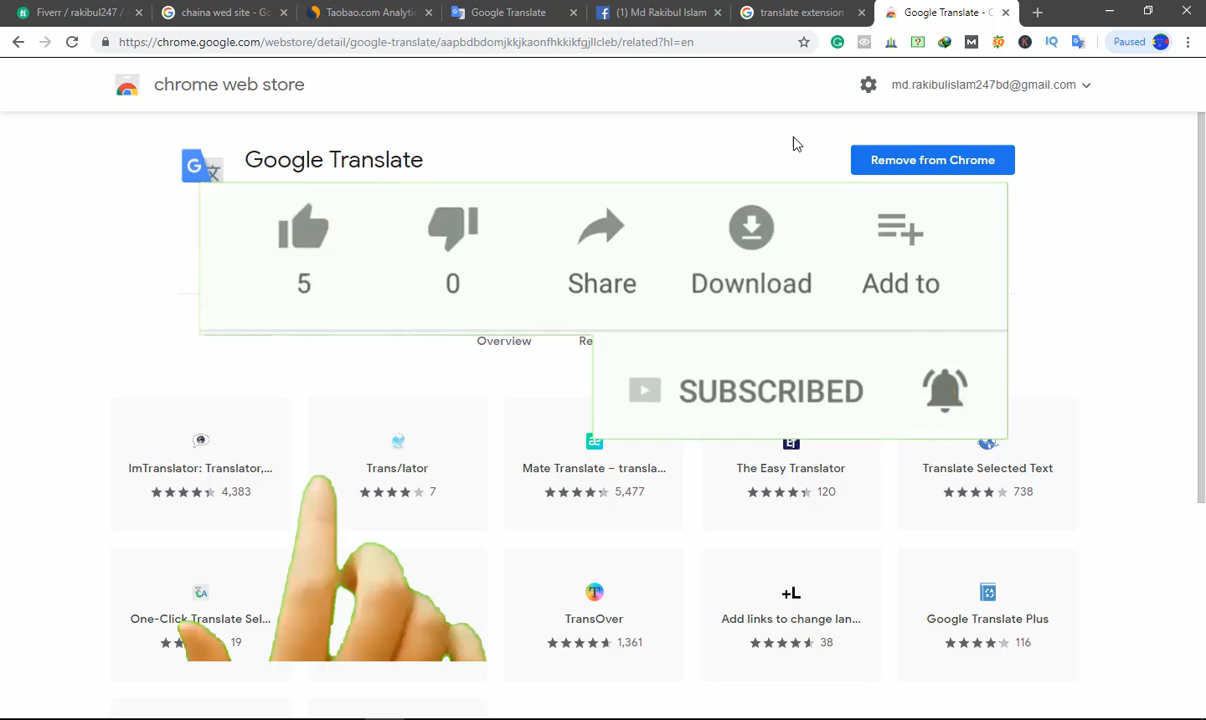 Fiverr / rakibul247 /
chaina wed site - Go
Taobao.com Analyti
Google Translate
(1) Md Rakibul Islam
translate extension
Google Translate - C
https://chrome.google.com/webstore/detail/google-translate/aapbdbdomjkkjkaonfhkkikfgjllcleb/related?hl=en
Paused
chrome web store
md.rakibulislam247bd@gmail.com
Google Translate
Remove from Chrome
5
0
Share
Download
Add to
Overview
Re
SUBSCRIBED
ImTranslator: Translator,...
4,383
Trans/lator
7
Mate Translate – transla...
5,477
The Easy Translator
120
Translate Selected Text
738
One-Click Translate Sel...
19
TransOver
1,361
+L
Add links to change lan...
38
Google Translate Plus
116